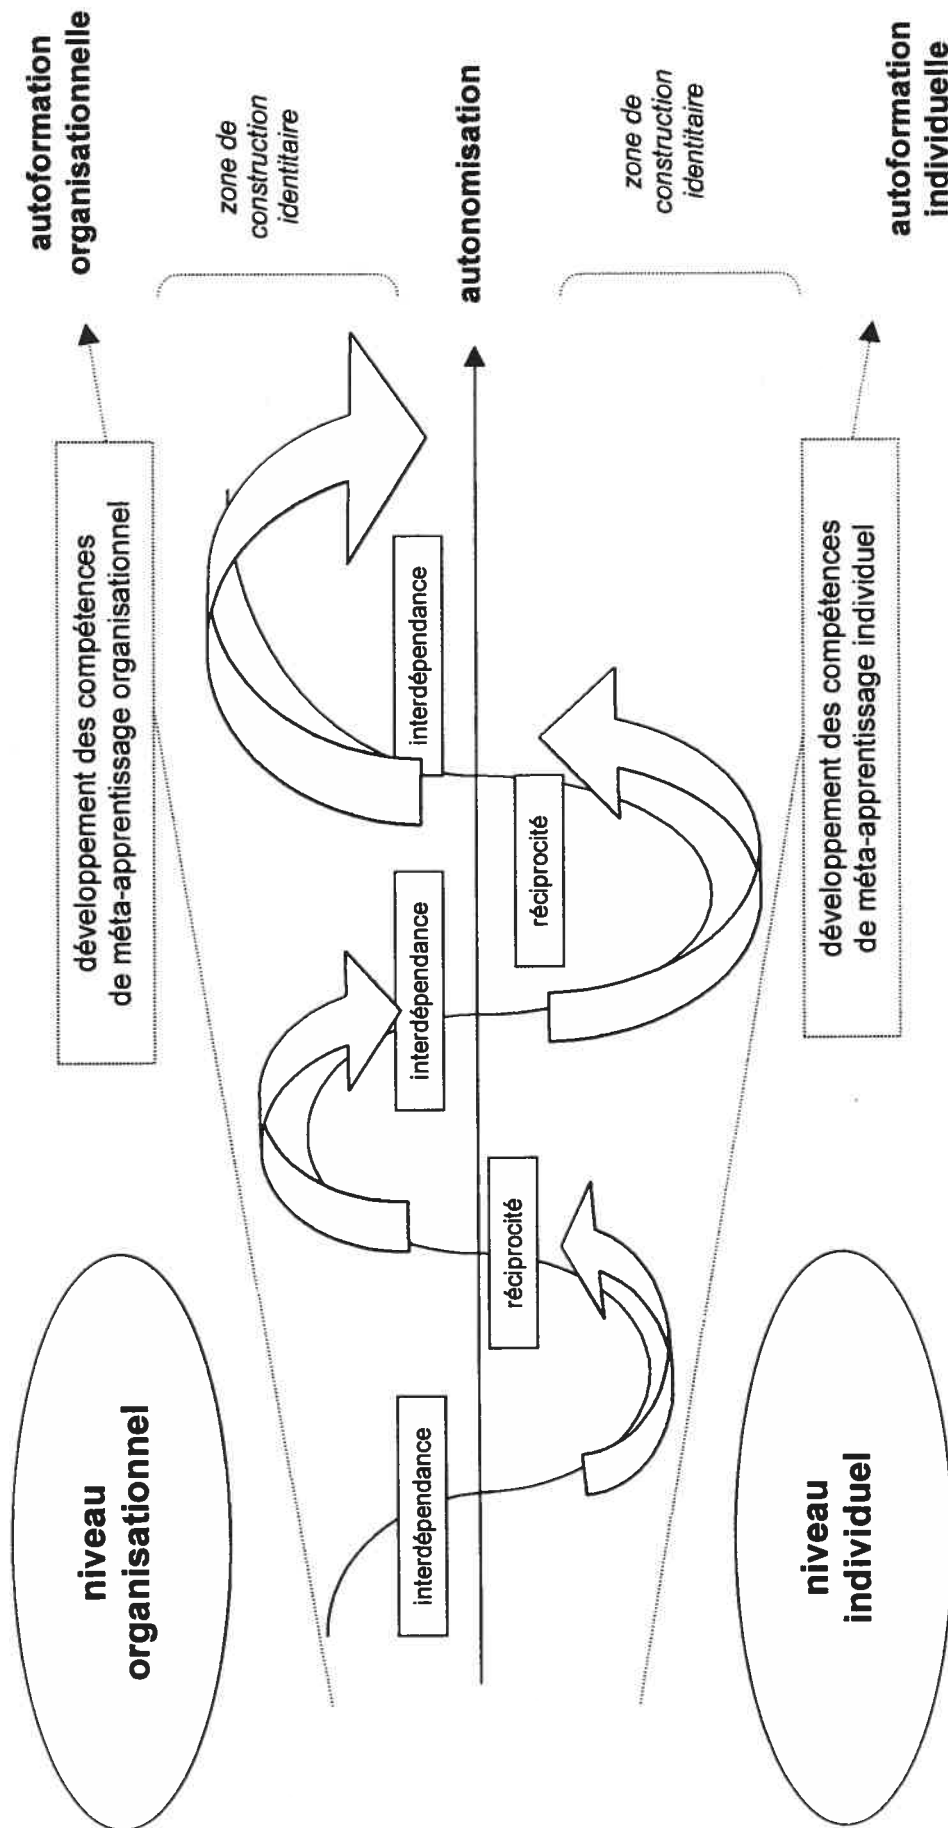 niveau
organisationnel
développement des compétences
de méta-apprentissage organisationnel
autoformation
organisationnelle
zone de
construction
identitaire
interdépendance
interdépendance
interdépendance
autonomisation
réciprocité
réciprocité
zone de
construction
identitaire
niveau
individuel
développement des compétences
de méta-apprentissage individuel
autoformation
individuelle